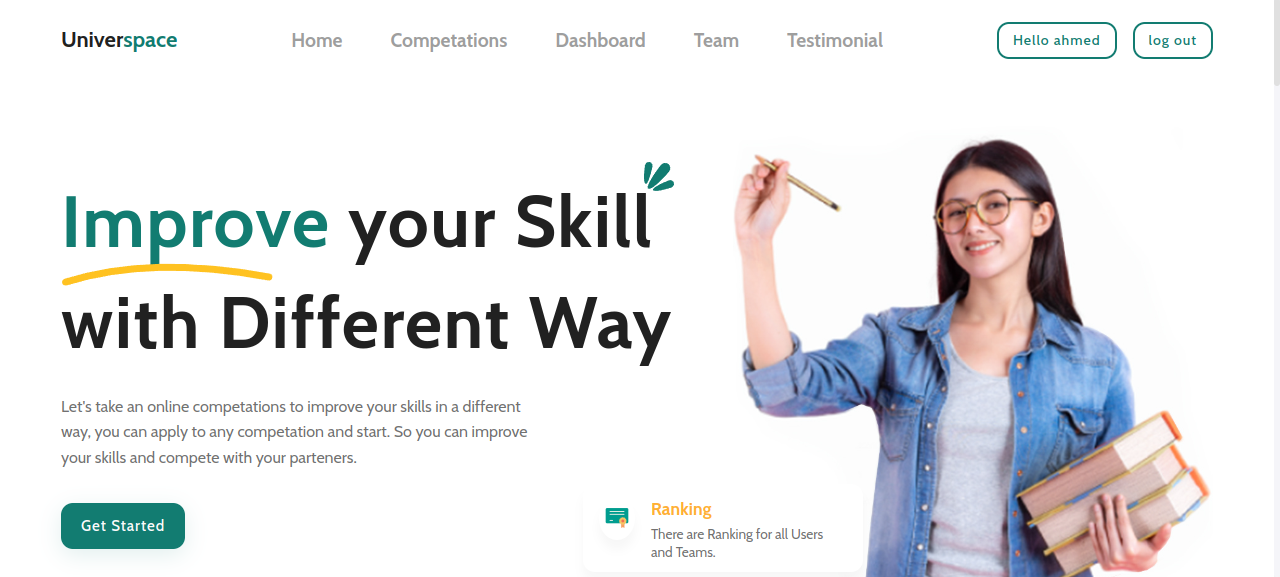 Universpace
Home
Competations
Dashboard
Team
Testimonial
Hello ahmed
log out
Improve your Skill
with Different Way
Let's take an online competations to improve your skills in a different
way, you can apply to any competation and start. So you can improve
your skills and compete with your parteners.
Get Started
Ranking
There are Ranking for all Users
and Teams.